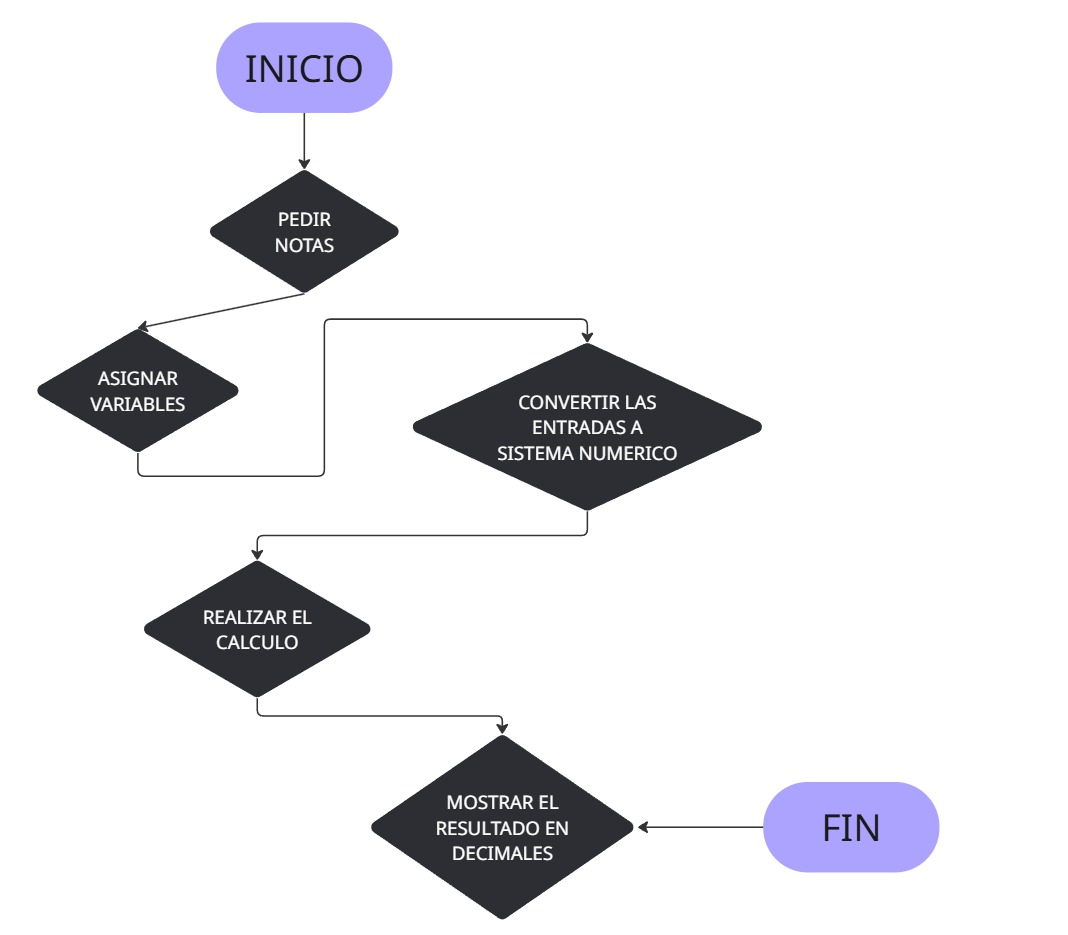 INICIO
PEDIR
NOTAS
ASIGNAR
VARIABLES
CONVERTIR LAS
ENTRADAS A
SISTEMA NUMERICO
REALIZAR EL
CALCULO
MOSTRAR EL
RESULTADO EN
DECIMALES
FIN